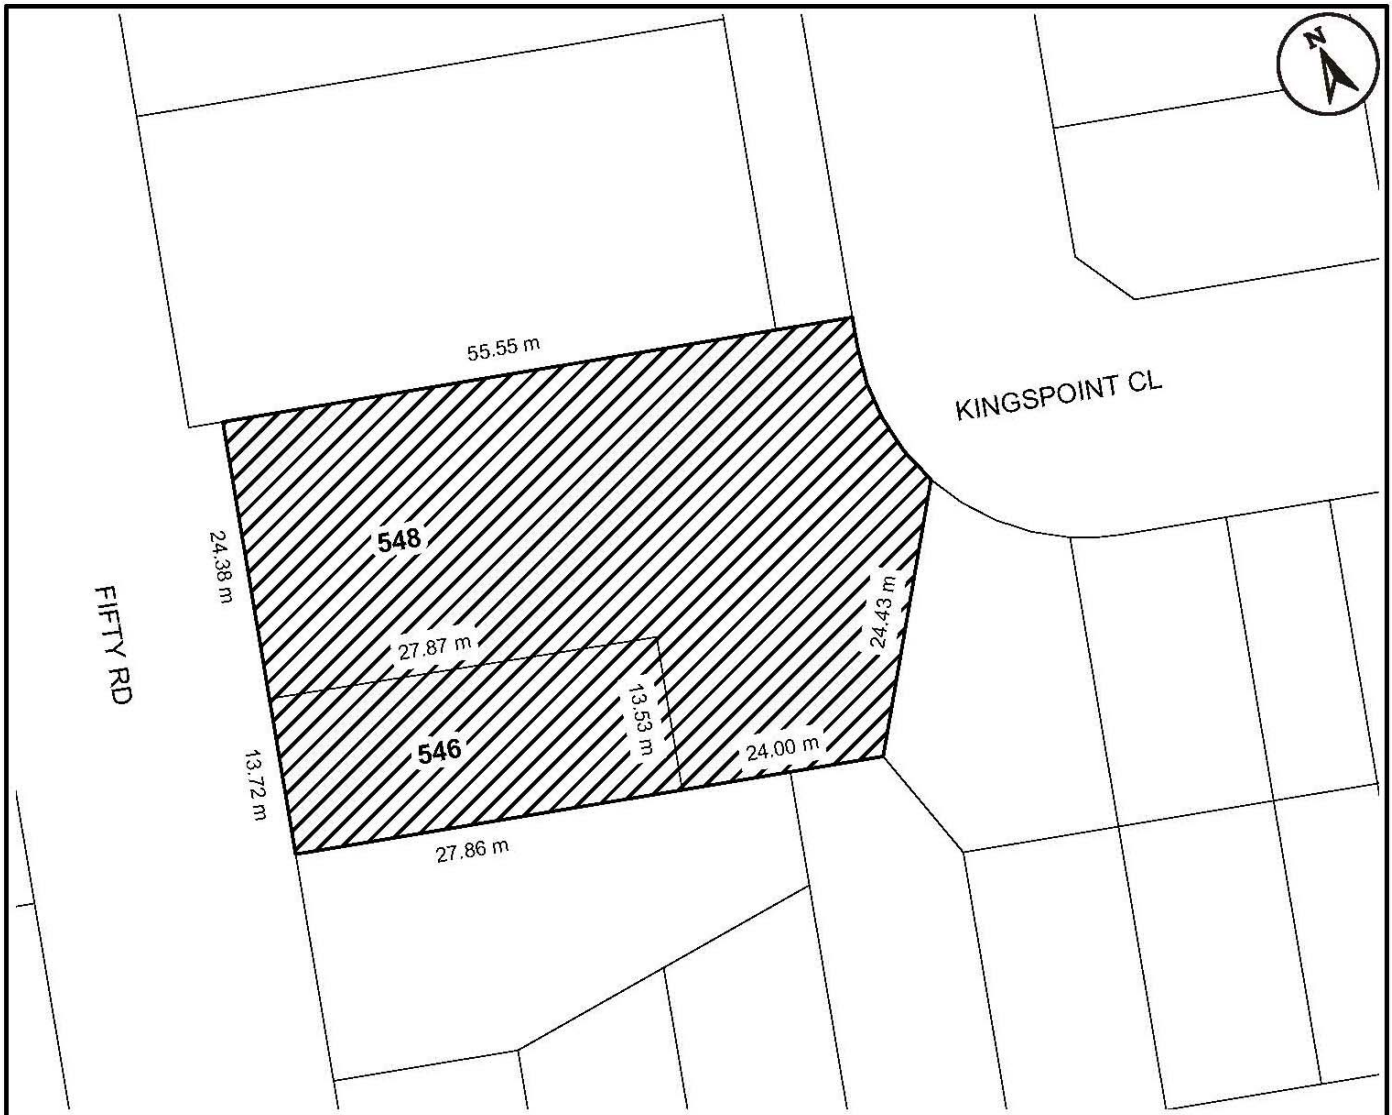 N
55.55 m
KINGSPOINT CL
548
24.38 m
24.43 m
FIFTY RD
27.87 m
13.53 m
546
24.00 m
13.72 m
27.86 m